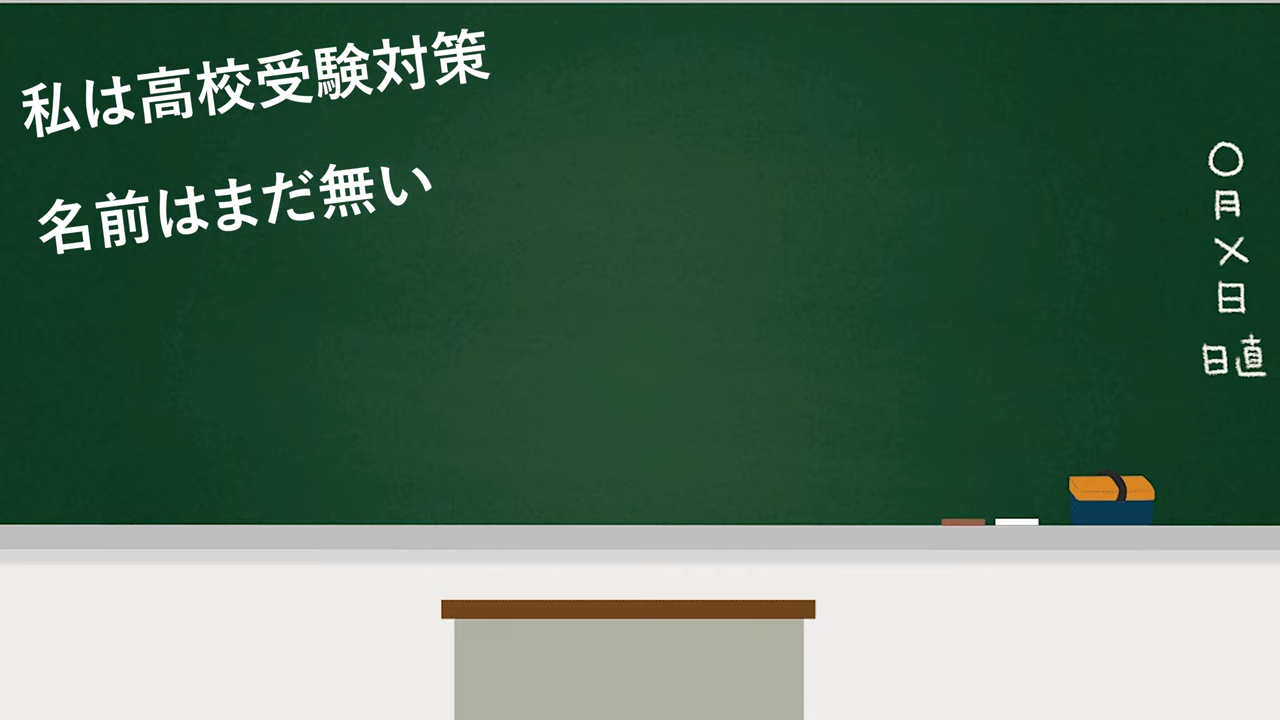 私は高校受験対策
名前はまだ無い
〇月×日
日直